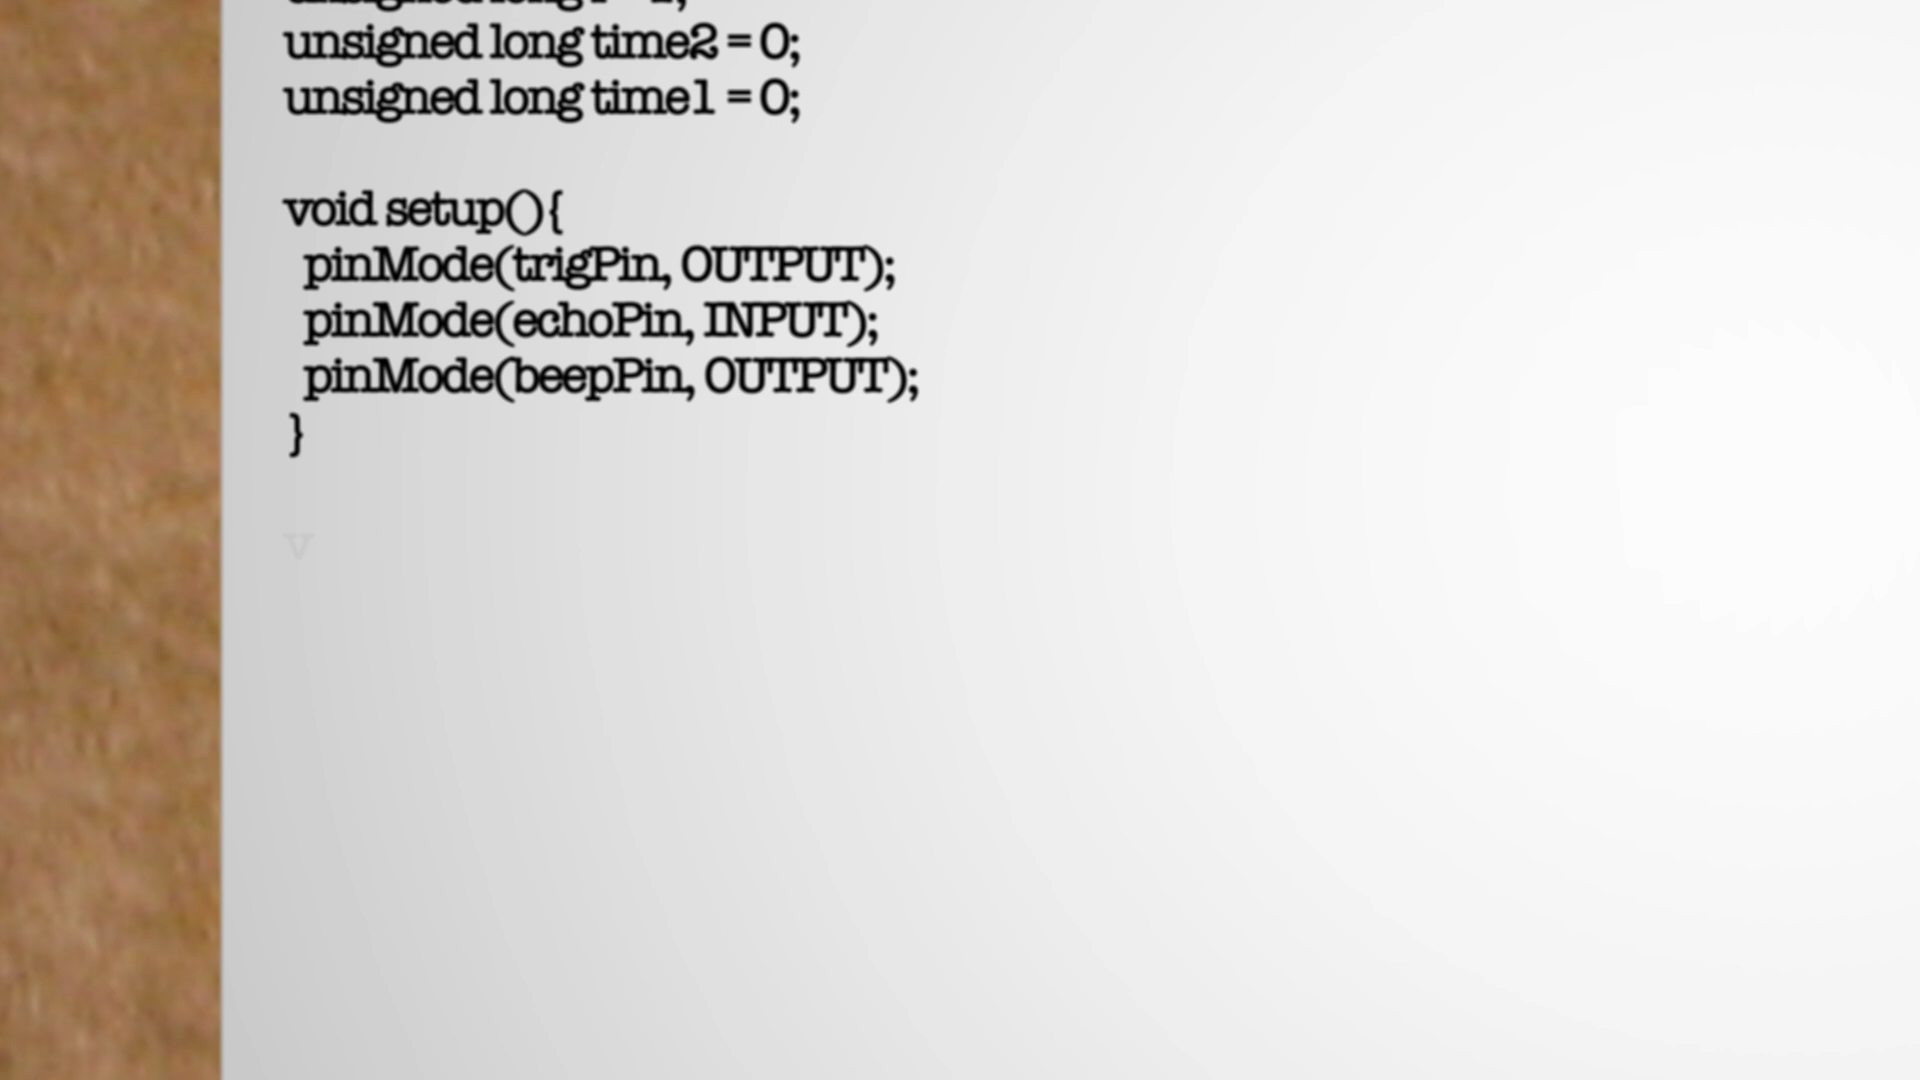 unsigned long time2 = 0;
unsigned long time1 = 0;
void setup(){
pinMode(trigPin, OUTPUT);
pinMode(echoPin, INPUT);
pinMode(beepPin, OUTPUT);
}
v